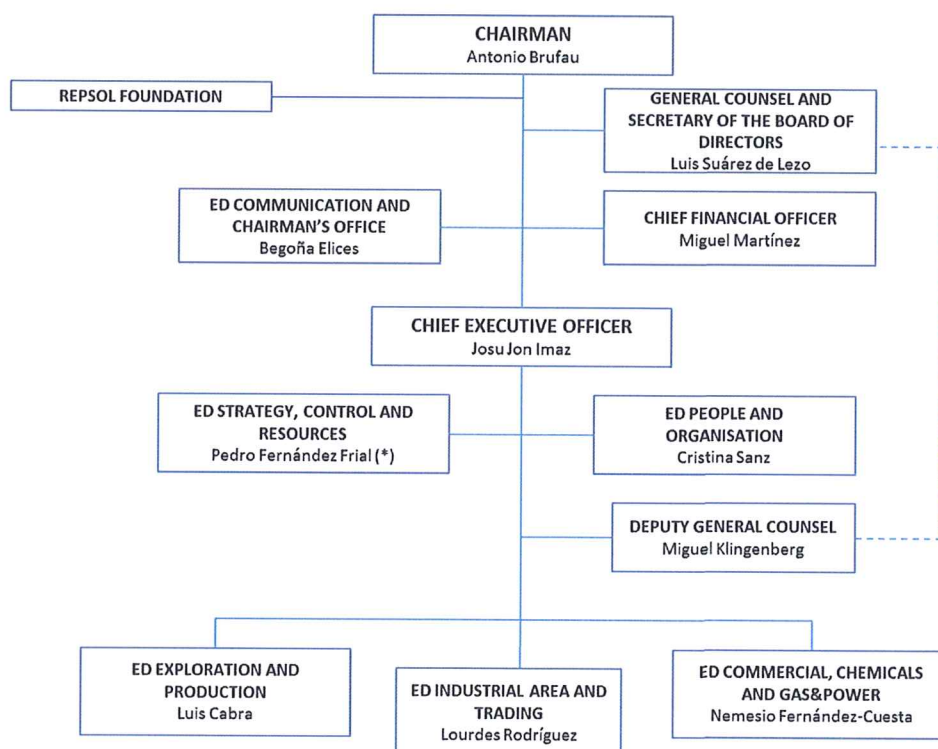 CHAIRMAN
Antonio Brufau
REPSOL FOUNDATION
GENERAL COUNSEL AND
SECRETARY OF THE BOARD OF
DIRECTORS
Luis Suárez de Lezo
ED COMMUNICATION AND
CHAIRMAN'S OFFICE
Begoña Elices
CHIEF FINANCIAL OFFICER
Miguel Martínez
CHIEF EXECUTIVE OFFICER
Josu Jon Imaz
ED STRATEGY, CONTROL AND
RESOURCES
Pedro Fernández Frial (*)
ED PEOPLE AND
ORGANISATION
Cristina Sanz
DEPUTY GENERAL COUNSEL
Miguel Klingenberg
ED EXPLORATION AND
PRODUCTION
Luis Cabra
ED INDUSTRIAL AREA AND
TRADING
Lourdes Rodríguez
ED COMMERCIAL, CHEMICALS
AND GAS&POWER
Nemesio Fernández-Cuesta